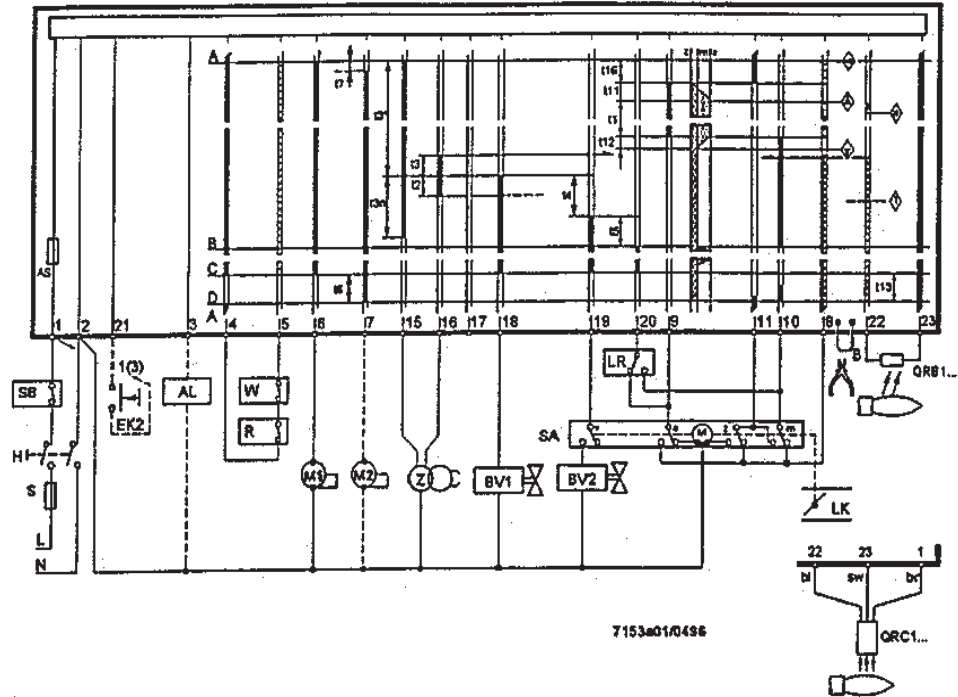 A
t7
t16
t11
t1
t12
t3
t2
t3n
t4
t5
B
C
D
A
t6
t13
AS
1 2 21 3 4 5 6 7 15 16 17 18 19 20 9 11 10 8 22 23
SB
1(3)
EK2
AL
W
R
LR
B
QRB1...
H
SA
M
z
m
S
M1
M2
Z
BV1
BV2
LK
L
N
22 23 1
bl sw br
7153a01/0496
QRC1...